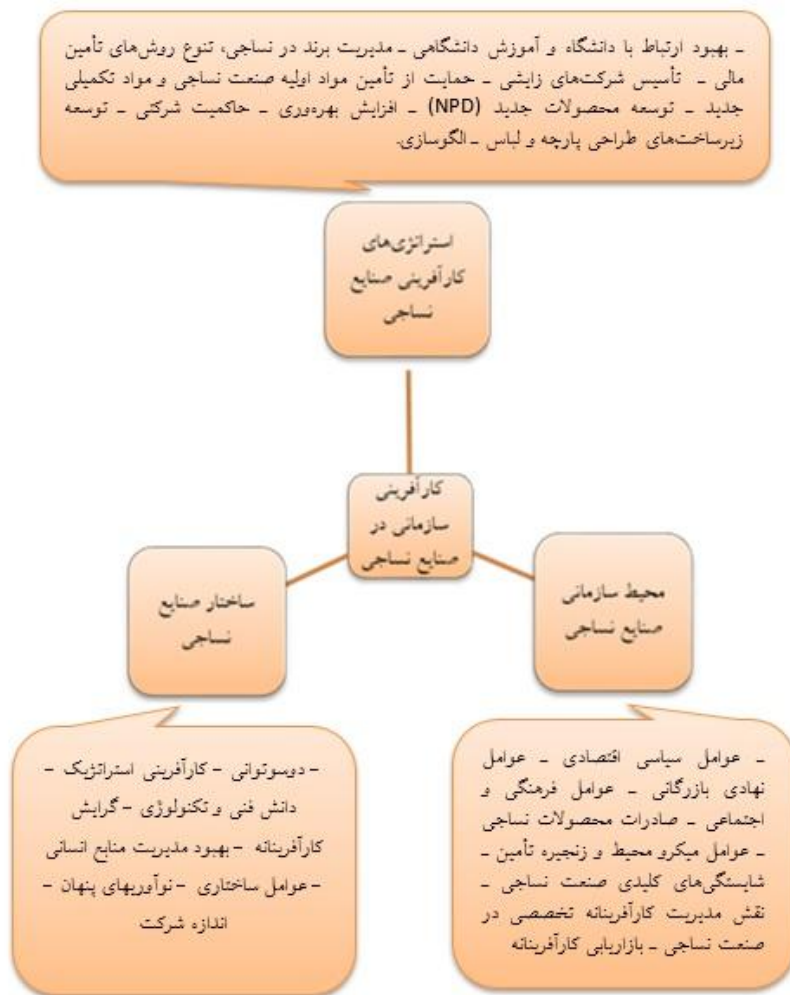 ـ بهبود ارتباط با دانشگاه و آموزش دانشگاهی ـ مدیریت برند در نساجی، تنوع روش‌های تأمین
مالی ـ تأسیس شرکت‌های زایشی ـ حمایت از تأمین مواد اولیه صنعت نساجی و مواد تکمیلی
جدید ـ توسعه محصولات جدید (NPD) ـ افزایش بهره‌وری ـ حاکمیت شرکتی ـ توسعه
زیرساخت‌های طراحی پارچه و لباس ـ الگوسازی.
استراتژی‌های
کارآفرینی صنایع
نساجی
کارآفرینی
سازمانی در
صنایع نساجی
محیط سازمانی
صنایع نساجی
ساختار صنایع
نساجی
ـ عوامل سیاسی اقتصادی ـ عوامل
نهادی بازرگانی ـ عوامل فرهنگی و
اجتماعی ـ صادرات محصولات نساجی
ـ عوامل میکرو محیط و زنجیره تأمین ـ
شایستگی‌های کلیدی صنعت نساجی ـ
نقش مدیریت کارآفرینانه تخصصی در
صنعت نساجی ـ بازاریابی کارآفرینانه
- دوسوتوانی - کارآفرینی استراتژیک -
دانش فنی و تکنولوژی - گرایش
کارآفرینانه - بهبود مدیریت منابع انسانی
- عوامل ساختاری - نوآوریهای پنهان -
اندازه شرکت